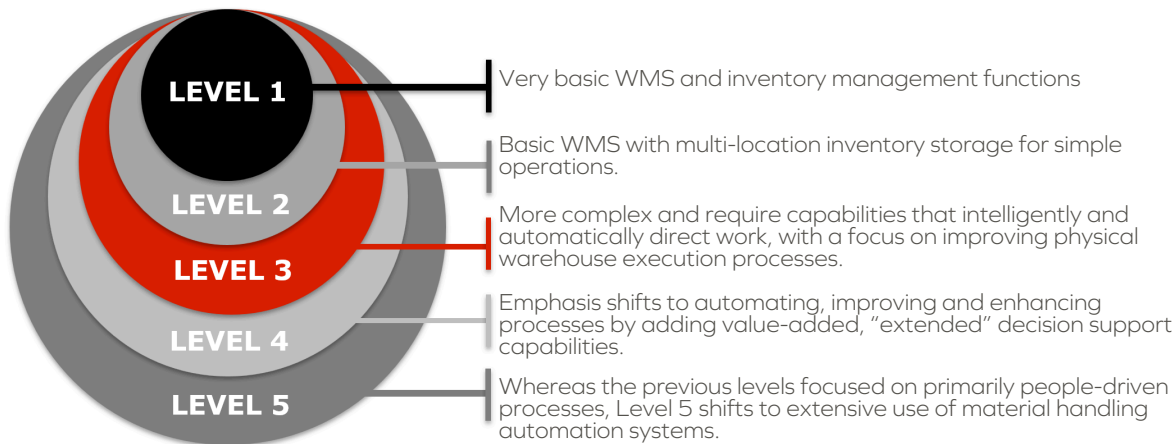 LEVEL 1
Very basic WMS and inventory management functions
LEVEL 2
Basic WMS with multi-location inventory storage for simple
operations.
LEVEL 3
More complex and require capabilities that intelligently and
automatically direct work, with a focus on improving physical
warehouse execution processes.
LEVEL 4
Emphasis shifts to automating, improving and enhancing
processes by adding value-added, “extended” decision support
capabilities.
LEVEL 5
Whereas the previous levels focused on primarily people-driven
processes, Level 5 shifts to extensive use of material handling
automation systems.